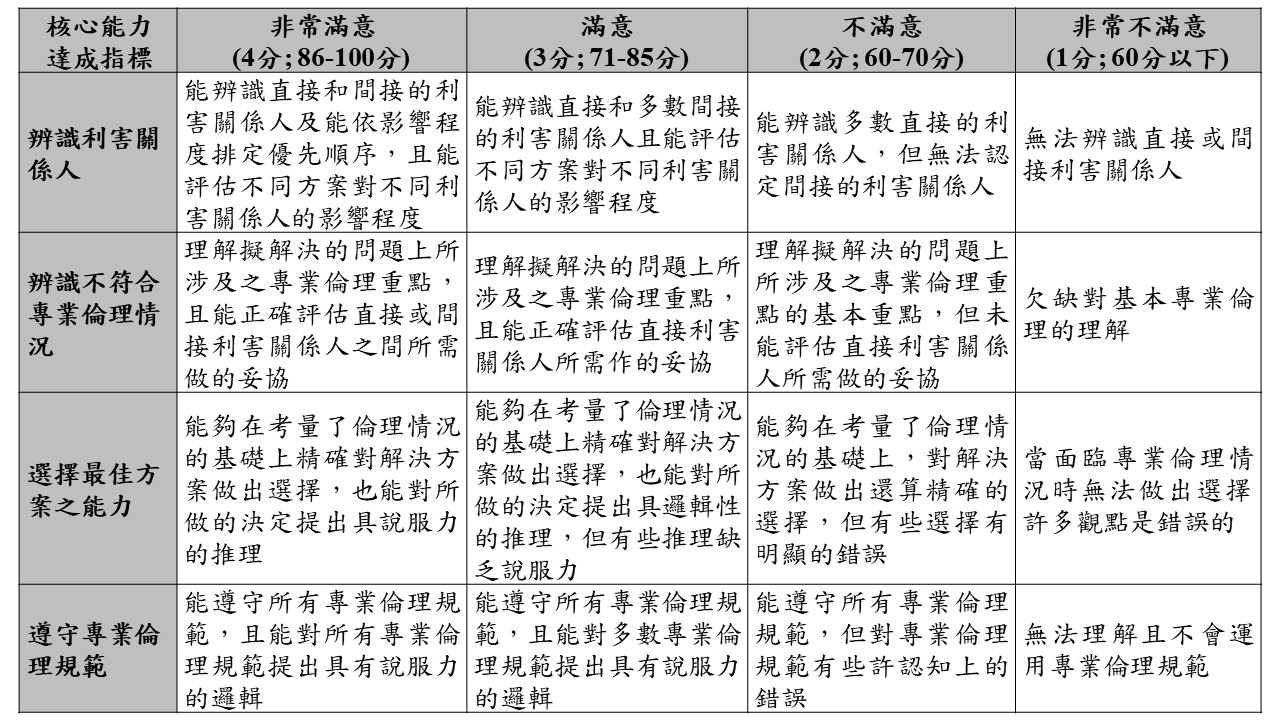 核心能力
達成指標
非常滿意
(4分;86-100分)
滿意
(3分;71-85分)
不滿意
(2分;60-70分)
非常不滿意
(1分;60分以下)
辨識利害關
係人
能辨識直接和間接的利
害關係人及能依影響程
度排定優先順序，且能
評估不同方案對不同利
害關係人的影響程度
能辨識直接和多數間接
的利害關係人且能評估
不同方案對不同利害關
係人的影響程度
能辨識多數直接的利
害關係人，但無法認
定間接的利害關係人
無法辨識直接或間
接利害關係人
辨識不符合
專業倫理情
況
理解擬解決的問題上所
涉及之專業倫理重點，
且能正確評估直接或間
接利害關係人之間所需
做的妥協
理解擬解決的問題上所
涉及之專業倫理重點，
且能正確評估直接利害
關係人所需作的妥協
理解擬解決的問題上
所涉及之專業倫理重
點的基本重點，但未
能評估直接利害關係
人所需做的妥協
欠缺對基本專業倫
理的理解
選擇最佳方
案之能力
能夠在考量了倫理情況
的基礎上精確對解決方
案做出選擇，也能對所
做的決定提出具說服力
的推理
能夠在考量了倫理情況
的基礎上精確對解決方
案做出選擇，也能對所
做的決定提出具邏輯性
的推理，但有些推理缺
乏說服力
能夠在考量了倫理情
況的基礎上，對解決
方案做出還算精確的
選擇，但有些選擇有
明顯的錯誤
當面臨專業倫理情
況時無法做出選擇
許多觀點是錯誤的
遵守專業倫
理規範
能遵守所有專業倫理規
範，且能對所有專業倫
理規範提出具有說服力
的邏輯
能遵守所有專業倫理規
範，且能對多數專業倫
理規範提出具有說服力
的邏輯
能遵守所有專業倫理
規範，但對專業倫理
規範有些許認知上的
錯誤
無法理解且不會運
用專業倫理規範